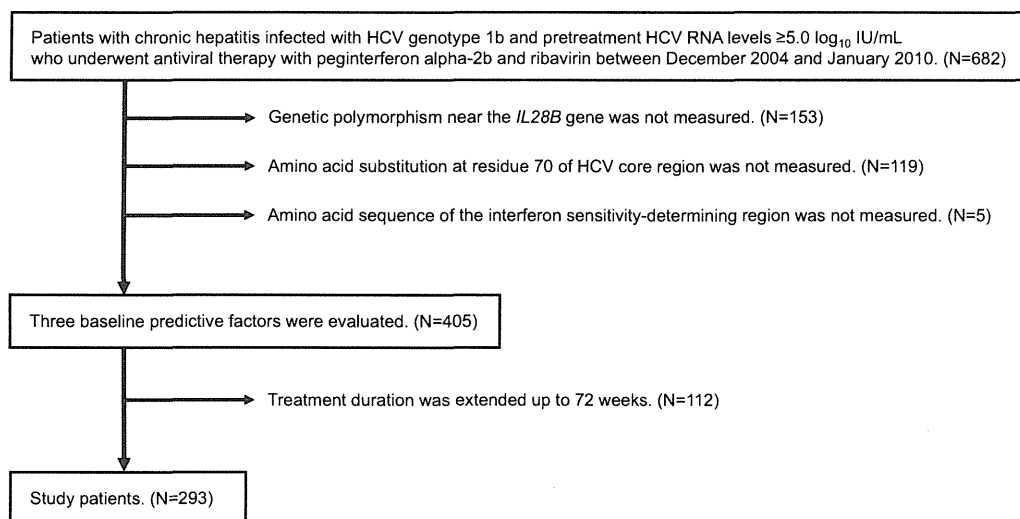 Patients with chronic hepatitis infected with HCV genotype 1b and pretreatment HCV RNA levels ≥5.0 log₁₀ IU/mL
who underwent antiviral therapy with peginterferon alpha-2b and ribavirin between December 2004 and January 2010. (N=682)
Genetic polymorphism near the IL28B gene was not measured. (N=153)
Amino acid substitution at residue 70 of HCV core region was not measured. (N=119)
Amino acid sequence of the interferon sensitivity-determining region was not measured. (N=5)
Three baseline predictive factors were evaluated. (N=405)
Treatment duration was extended up to 72 weeks. (N=112)
Study patients. (N=293)